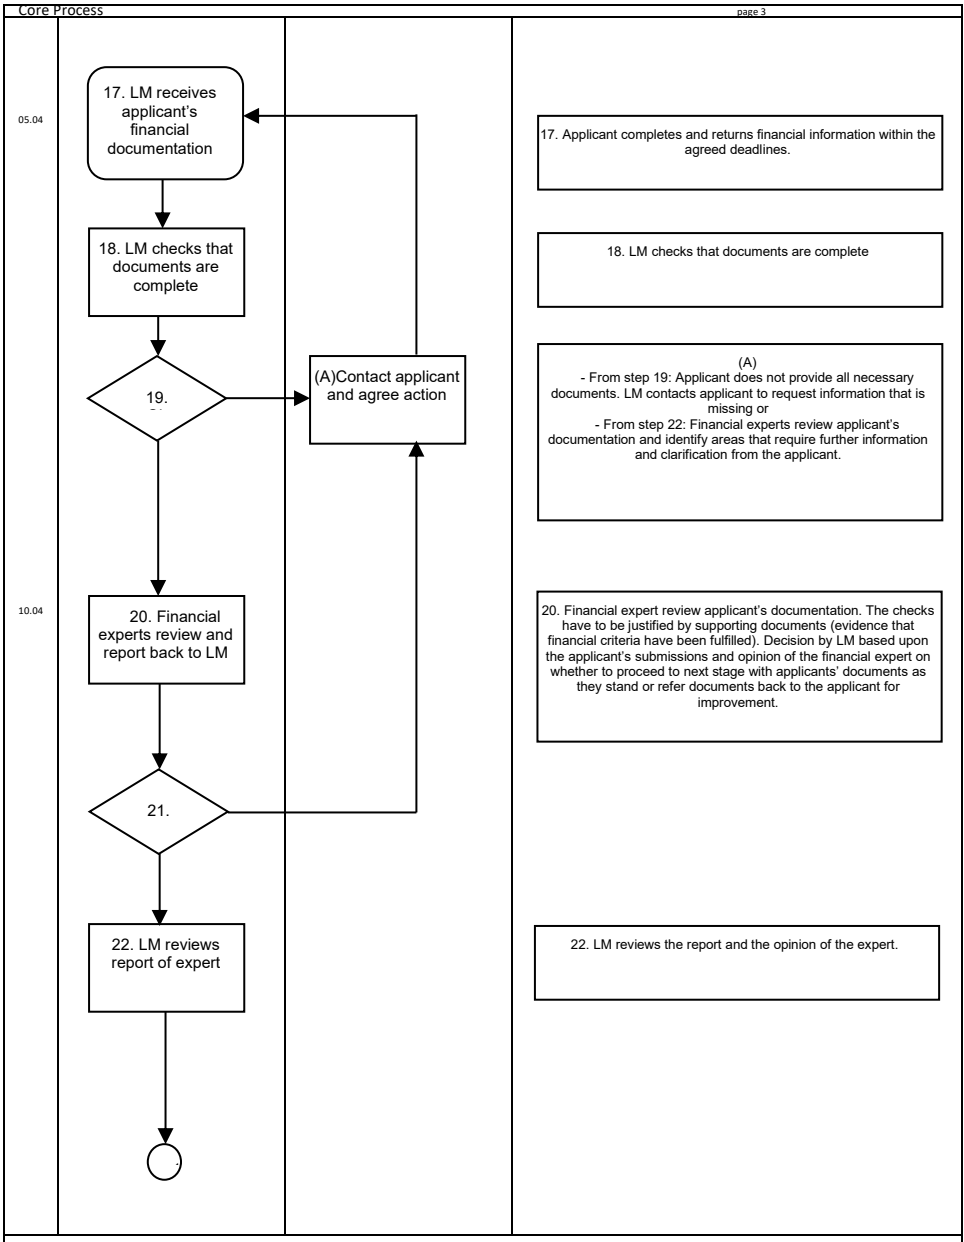 Core Process
page 3
05.04
17. LM receives
applicant's
financial
documentation
17. Applicant completes and returns financial information within the
agreed deadlines.
18. LM checks that
documents are
complete
18. LM checks that documents are complete
19.
(A)Contact applicant
and agree action
(A)
- From step 19: Applicant does not provide all necessary
documents. LM contacts applicant to request information that is
missing or
- From step 22: Financial experts review applicant's
documentation and identify areas that require further information
and clarification from the applicant.
10.04
20. Financial
experts review and
report back to LM
20. Financial expert review applicant's documentation. The checks
have to be justified by supporting documents (evidence that
financial criteria have been fulfilled). Decision by LM based upon
the applicant's submissions and opinion of the financial expert on
whether to proceed to next stage with applicants' documents as
they stand or refer documents back to the applicant for
improvement.
21.
22. LM reviews
report of expert
22. LM reviews the report and the opinion of the expert.